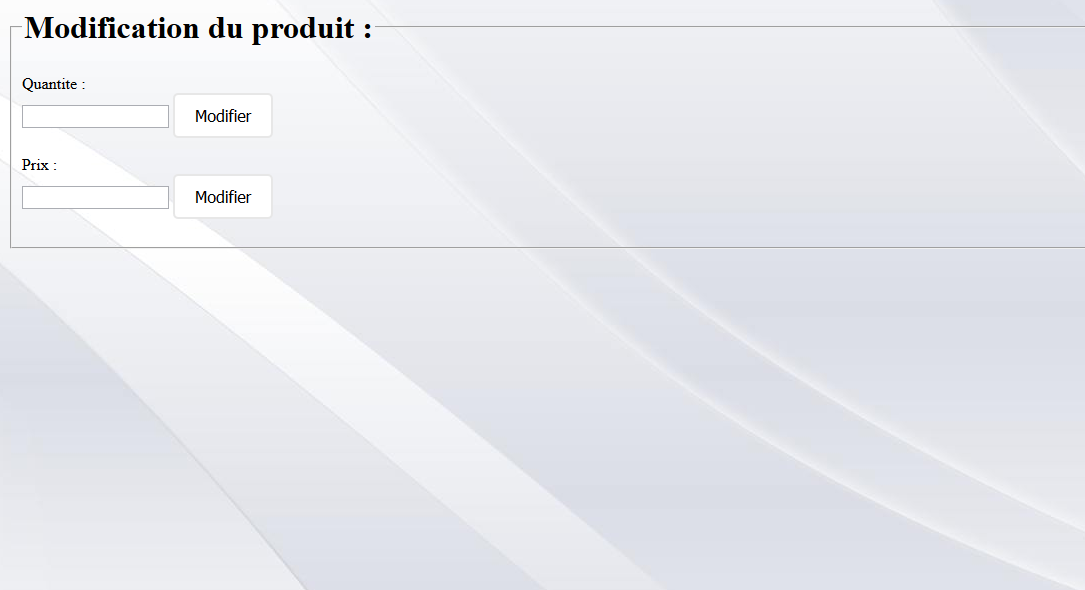 Modification du produit :
Quantite :
Modifier
Prix :
Modifier